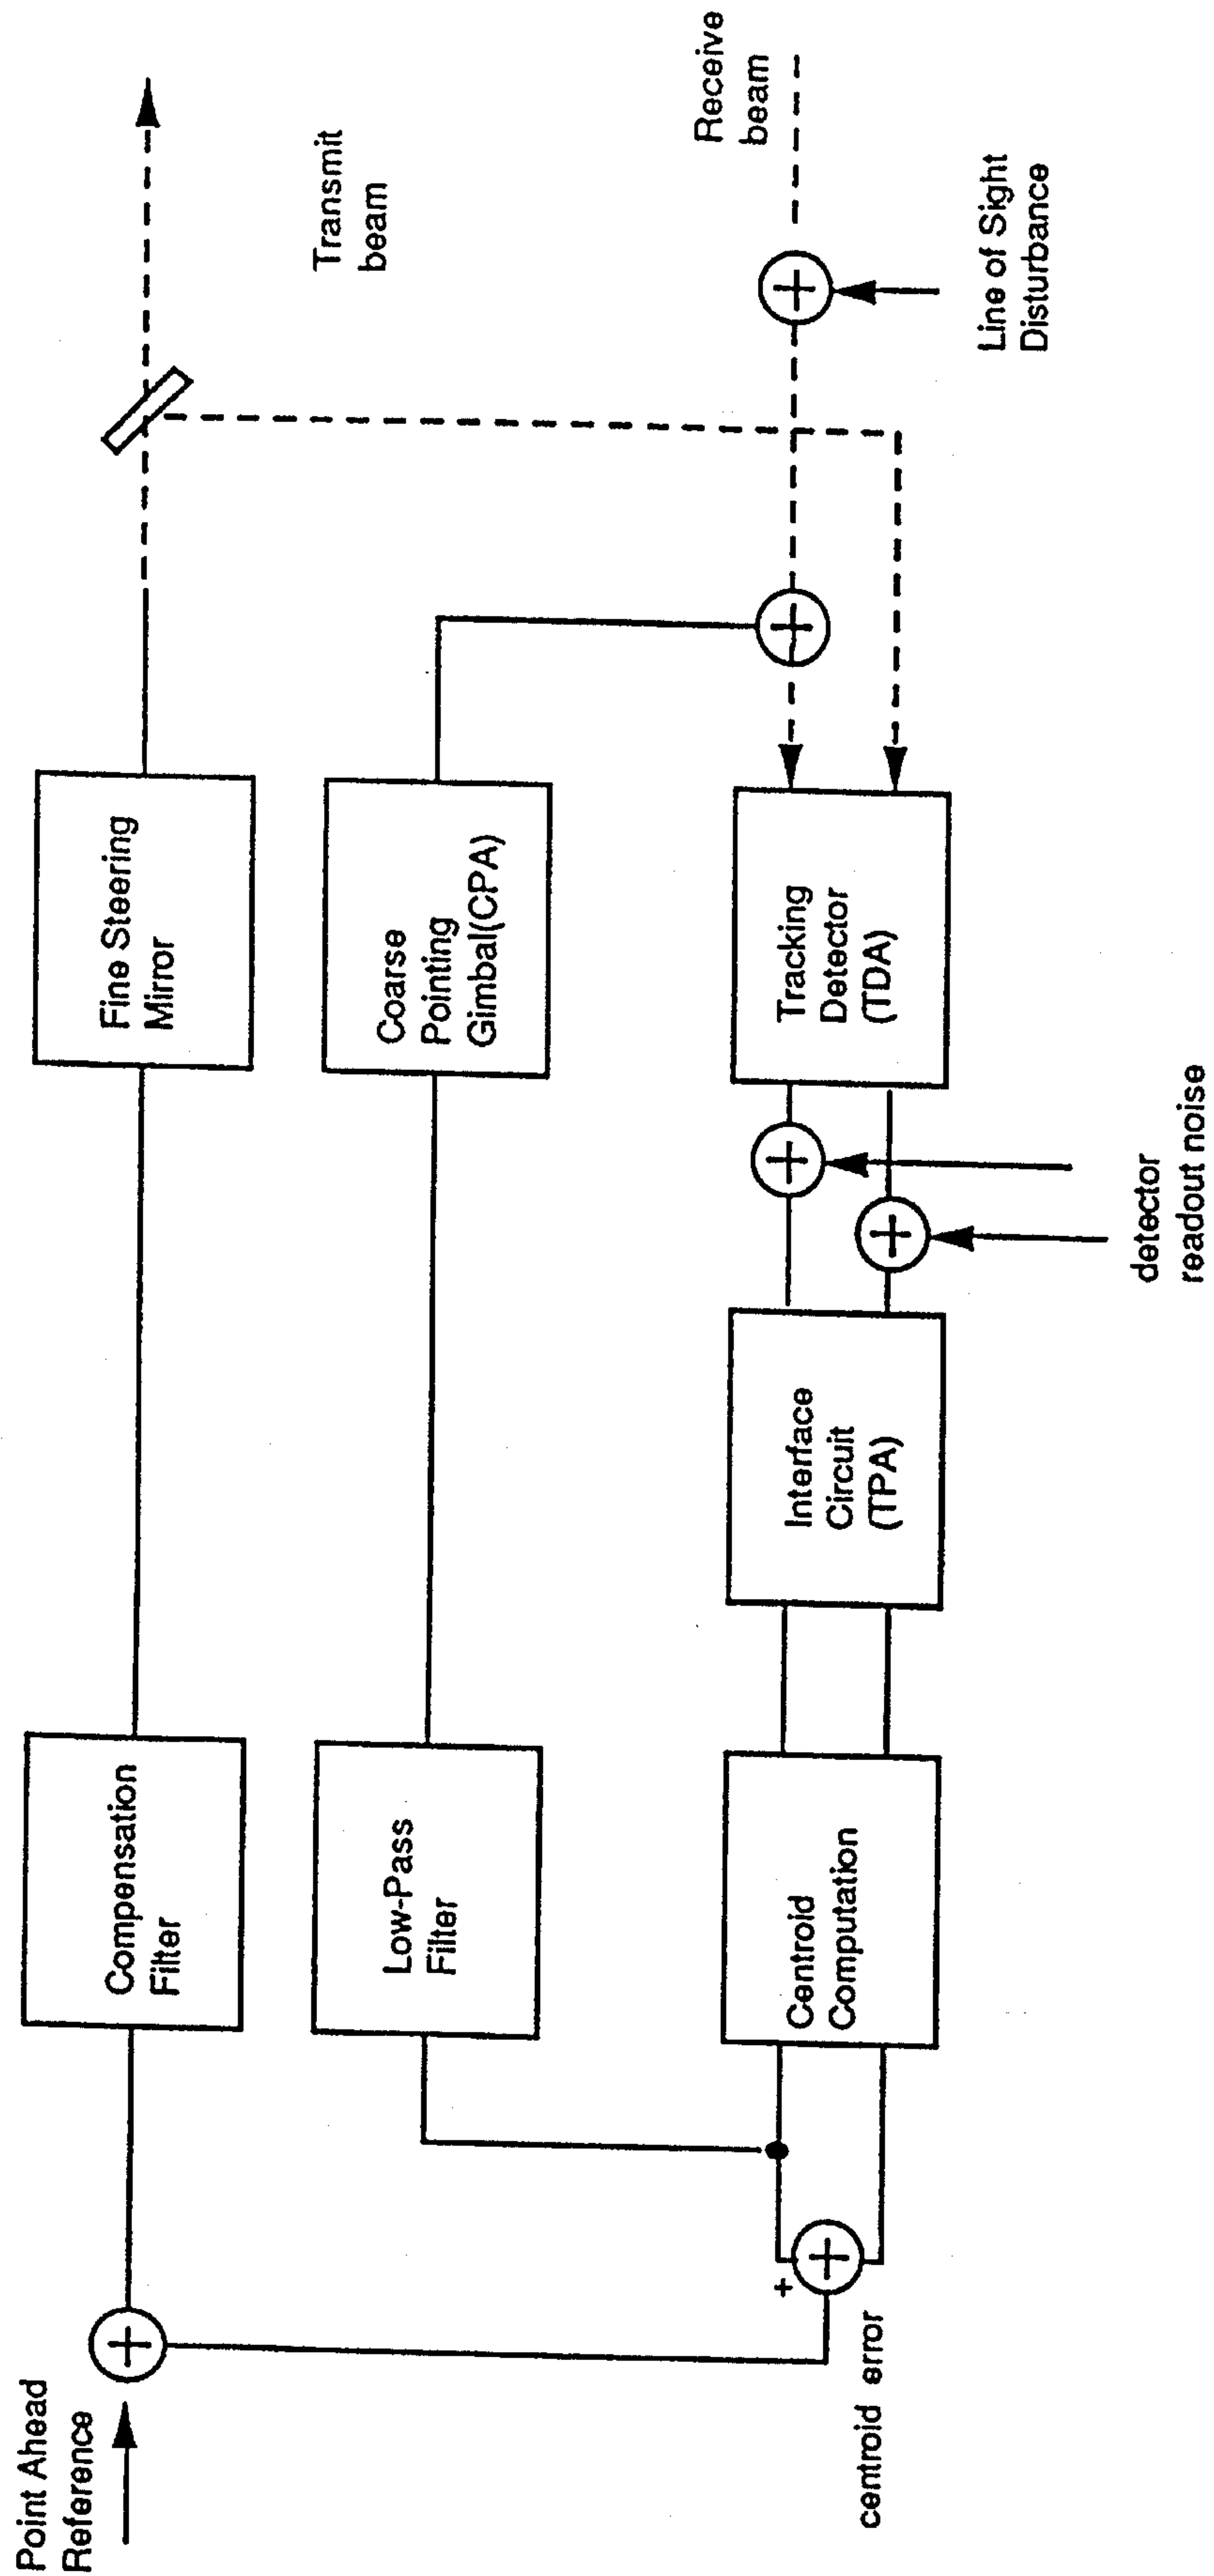 Point Ahead
Reference
Compensation
Filter
Fine Steering
Mirror
Transmit
beam
Low-Pass
Filter
Coarse
Pointing
Gimbal(CPA)
Receive
beam
+
centroid error
Centroid
Computation
Interface
Circuit
(TPA)
Tracking
Detector
(TDA)
Line of Sight
Disturbance
detector
readout noise